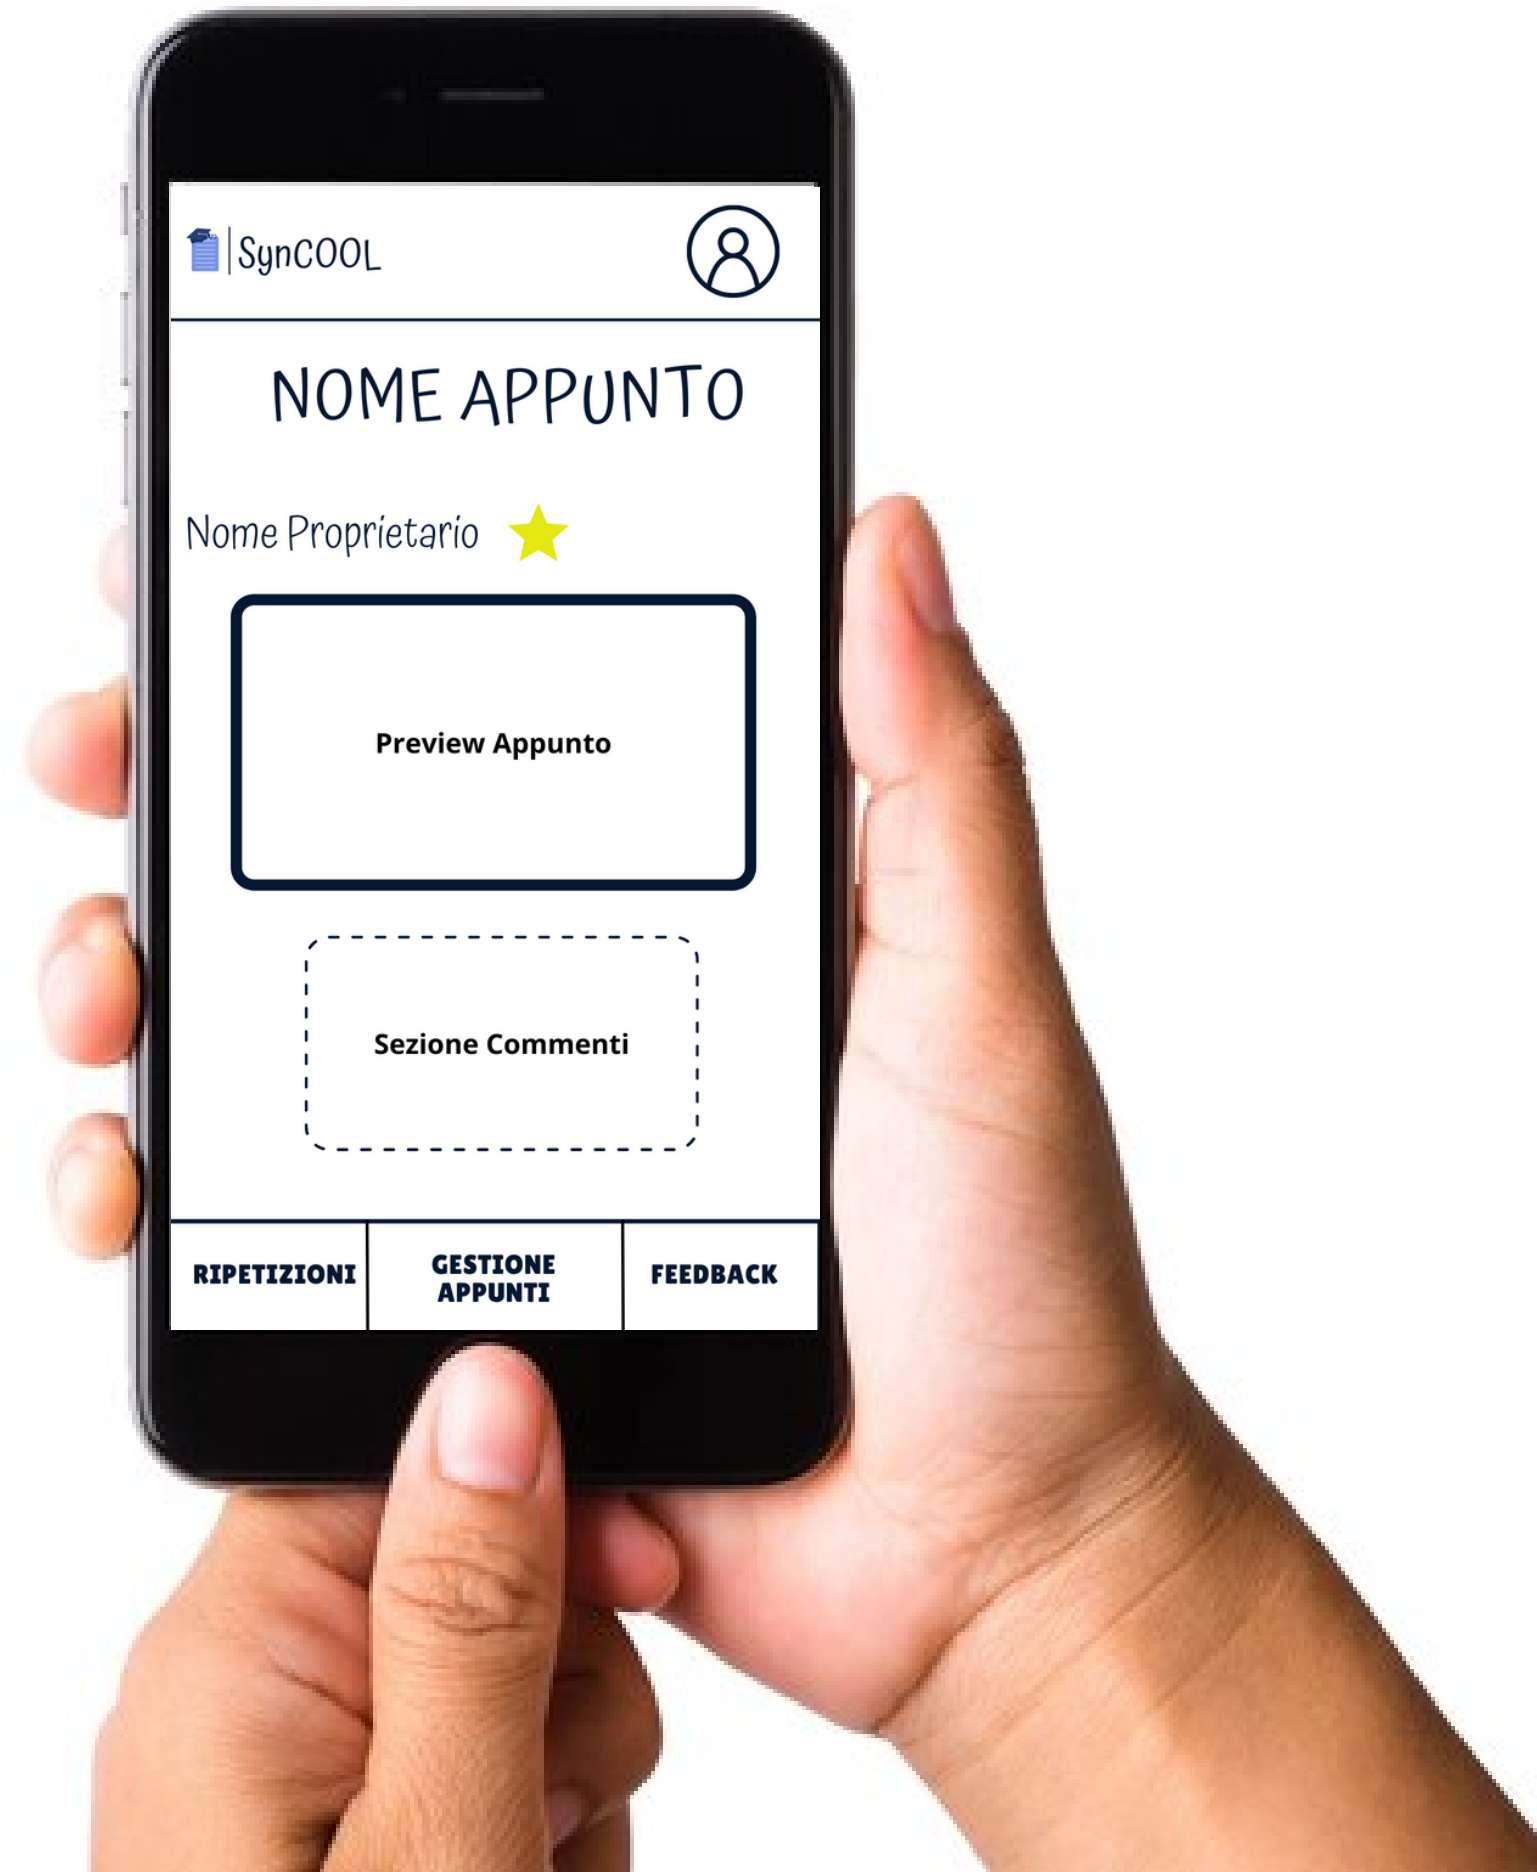 SynCOOL
NOME APPUNTO
Nome Proprietario
Preview Appunto
Sezione Commenti
RIPETIZIONI
GESTIONE
APPUNTI
FEEDBACK